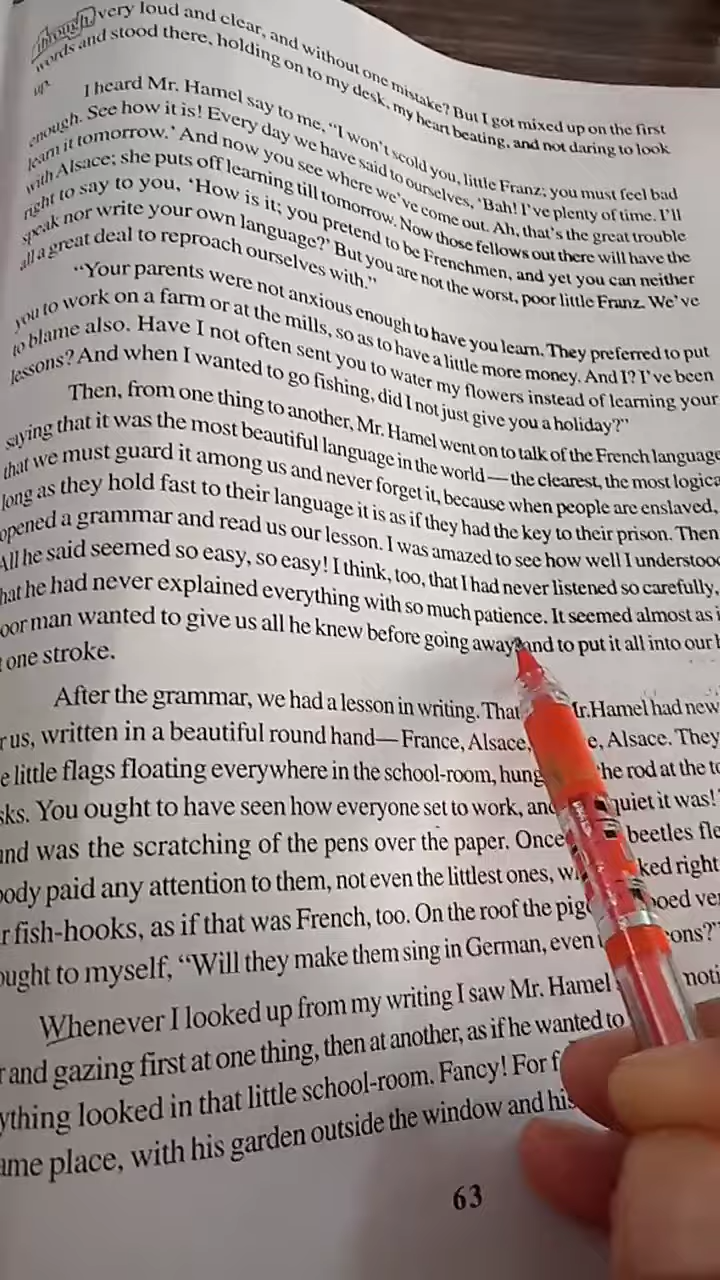 through very loud and clear, and without one mistake? But I got mixed up on the first
words and stood there, holding on to my desk, my heart beating, and not daring to look
up.
I heard Mr. Hamel say to me, “I won't scold you, little Franz; you must feel bad
enough. See how it is! Every day we have said to ourselves, 'Bah! I've plenty of time. I'll
learn it tomorrow.' And now you see where we've come out. Ah, that's the great trouble
with Alsace; she puts off learning till tomorrow. Now those fellows out there will have the
right to say to you, 'How is it; you pretend to be Frenchmen, and yet you can neither
speak nor write your own language?' But you are not the worst, poor little Franz. We've
all a great deal to reproach ourselves with.”
“Your parents were not anxious enough to have you learn. They preferred to put
you to work on a farm or at the mills, so as to have a little more money. And I? I've been
to blame also. Have I not often sent you to water my flowers instead of learning your
lessons? And when I wanted to go fishing, did I not just give you a holiday?”
Then, from one thing to another, Mr. Hamel went on to talk of the French language
saying that it was the most beautiful language in the world — the clearest, the most logica
that we must guard it among us and never forget it, because when people are enslaved,
long as they hold fast to their language it is as if they had the key to their prison. Then
opened a grammar and read us our lesson. I was amazed to see how well I understoo
All he said seemed so easy, so easy! I think, too, that I had never listened so carefully,
hat he had never explained everything with so much patience. It seemed almost as i
oor man wanted to give us all he knew before going away, and to put it all into our
one stroke.
After the grammar, we had a lesson in writing. That Mr.Hamel had new
r us, written in a beautiful round hand— France, Alsace, e, Alsace. They
e little flags floating everywhere in the school-room, hung he rod at the to
sks. You ought to have seen how everyone set to work, and quiet it was!
und was the scratching of the pens over the paper. Once beetles fle
body paid any attention to them, not even the littlest ones, w ked right
r fish-hooks, as if that was French, too. On the roof the pig ooed ve
ought to myself, “Will they make them sing in German, even eons?”
Whenever I looked up from my writing I saw Mr. Hamel moti
r and gazing first at one thing, then at another, as if he wanted to
ything looked in that little school-room. Fancy! For f
ame place, with his garden outside the window and his
63